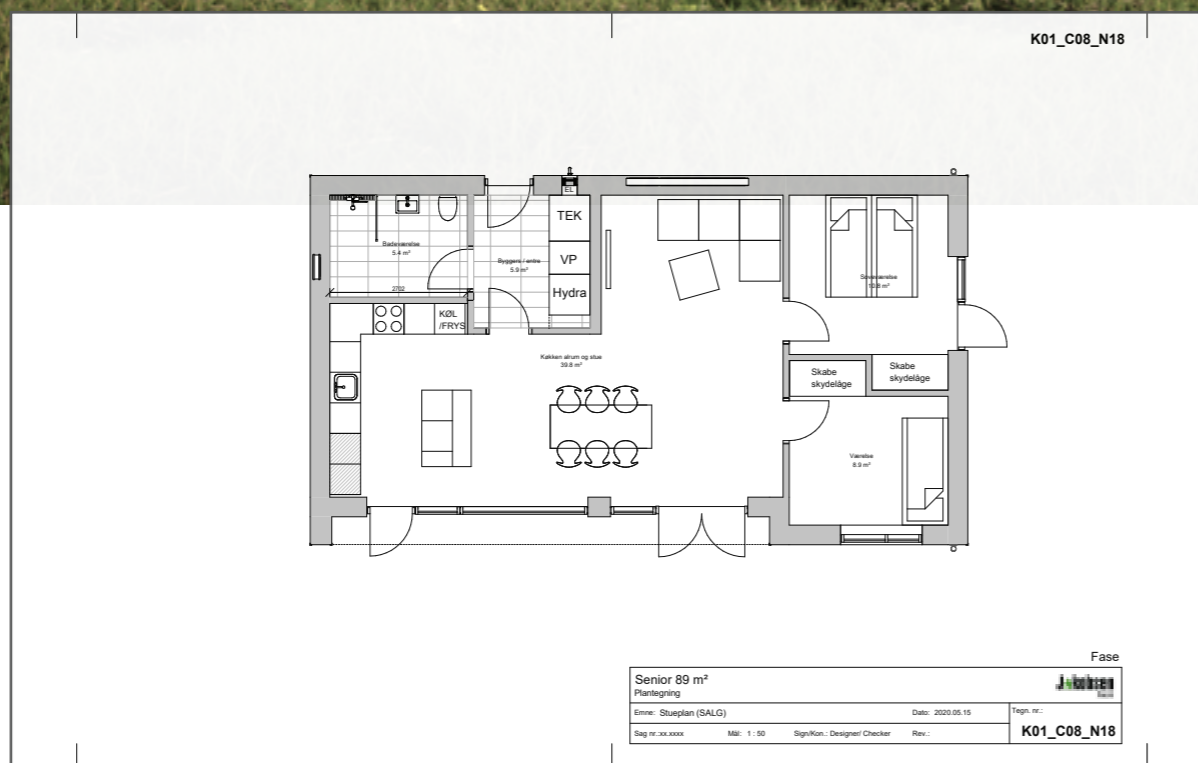 K01_C08_N18
EL
TEK
Badeværelse
5.4 m²
Bryggers / entre
5.9 m²
VP
Soveværelse
10.8 m²
2702
Hydra
KØL
/FRYS
Køkken alrum og stue
39.8 m²
Skabe
skydelåge
Skabe
skydelåge
Værelse
8.9 m²
Fase
Senior 89 m²
Plantegning
Emne: Stueplan (SALG)
Dato: 2020.05.15
Tegn. nr.:
Sag nr.:xx.xxxx
Mål: 1 : 50
Sign/Kon.: Designer/ Checker
Rev.:
K01_C08_N18